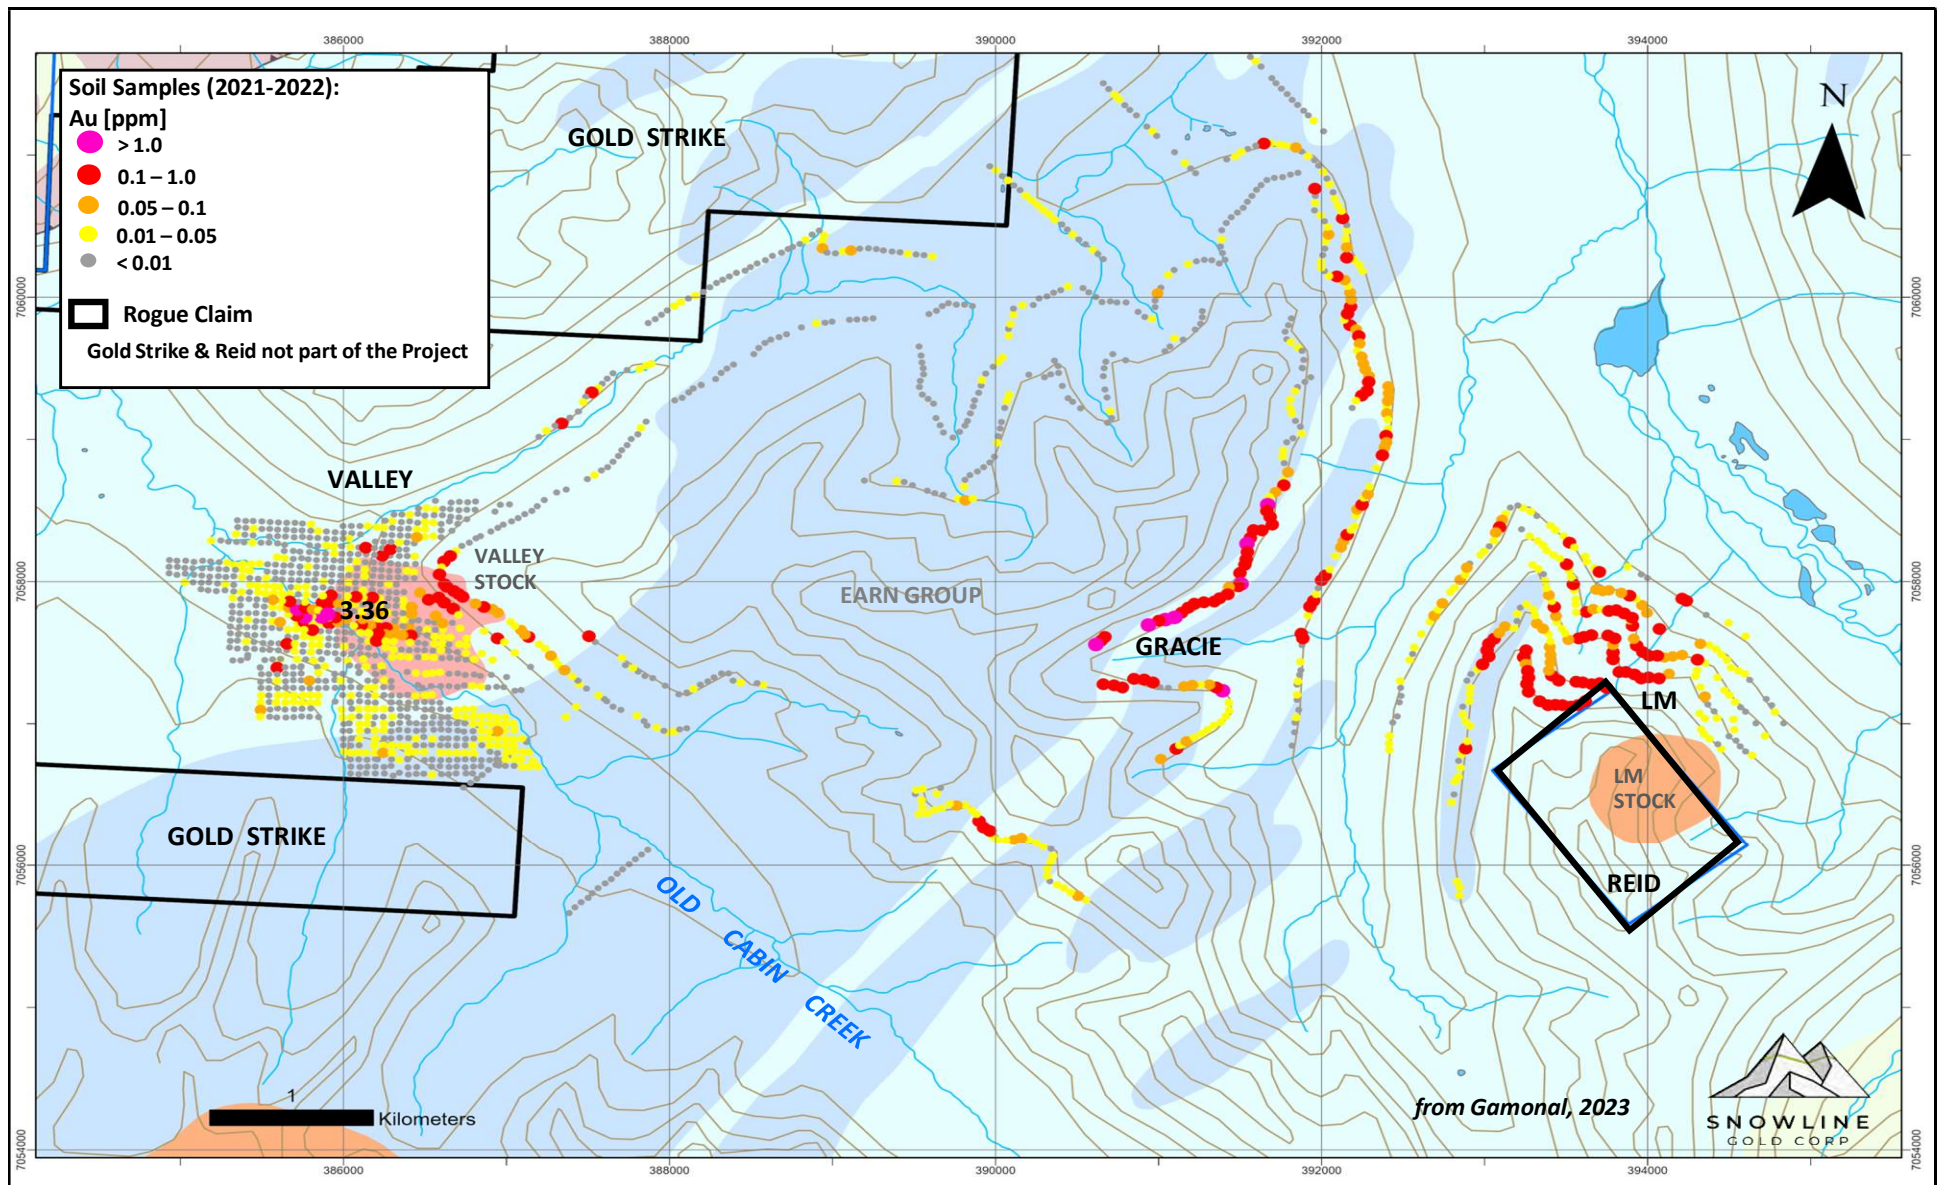 386000
388000
390000
392000
394000
Soil Samples (2021-2022):
Au [ppm]
> 1.0
0.1 – 1.0
0.05 – 0.1
0.01 – 0.05
< 0.01
Rogue Claim
Gold Strike & Reid not part of the Project
GOLD STRIKE
N
7060000
7060000
VALLEY
VALLEY
STOCK
3.36
EARN GROUP
GRACIE
7058000
7058000
LM
LM
STOCK
REID
GOLD STRIKE
7056000
7056000
OLD CABIN CREEK
1
Kilometers
from Gamonal, 2023
SNOWLINE
GOLD CORP
7054000
7054000
386000
388000
390000
392000
394000